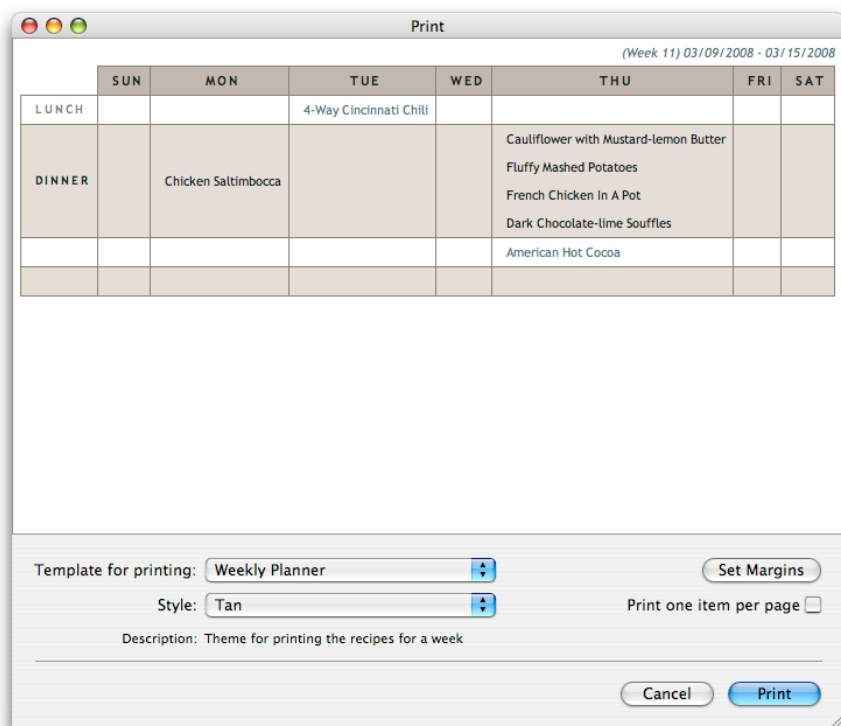 Print
(Week 11) 03/09/2008 - 03/15/2008
SUN MON TUE WED THU FRI SAT
LUNCH 4-Way Cincinnati Chili
DINNER Chicken Saltimbocca
Cauliflower with Mustard-lemon Butter
Fluffy Mashed Potatoes
French Chicken In A Pot
Dark Chocolate-lime Souffles
American Hot Cocoa
Template for printing: Weekly Planner
Set Margins
Style: Tan
Print one item per page
Description: Theme for printing the recipes for a week
Cancel Print